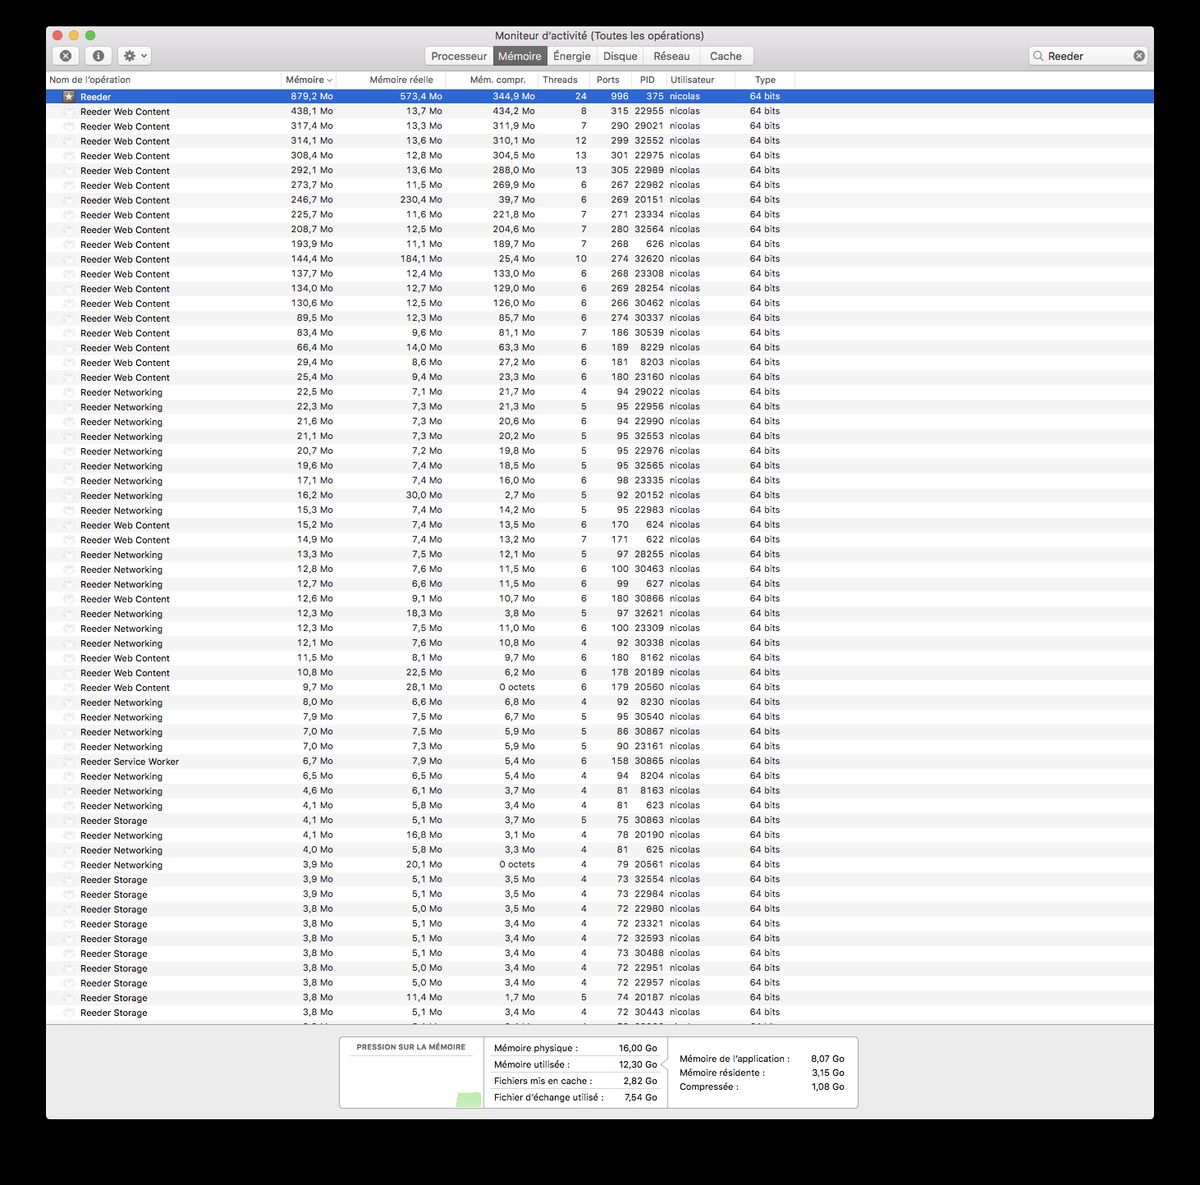 Moniteur d'activité (Toutes les opérations)
Processeur Mémoire Énergie Disque Réseau Cache Reeder
Nom de l'opération Mémoire Mémoire réelle Mém. compr. Threads Ports PID Utilisateur Type
Reeder 879,2 Mo 573,4 Mo 344,9 Mo 24 996 375 nicolas 64 bits
Reeder Web Content 438,1 Mo 13,7 Mo 434,2 Mo 8 315 22955 nicolas 64 bits
Reeder Web Content 317,4 Mo 13,3 Mo 311,9 Mo 7 290 29021 nicolas 64 bits
Reeder Web Content 314,1 Mo 13,6 Mo 310,1 Mo 12 299 32552 nicolas 64 bits
Reeder Web Content 308,4 Mo 12,8 Mo 304,5 Mo 13 301 22975 nicolas 64 bits
Reeder Web Content 292,1 Mo 13,6 Mo 288,0 Mo 13 305 22989 nicolas 64 bits
Reeder Web Content 273,7 Mo 11,5 Mo 269,9 Mo 6 267 22982 nicolas 64 bits
Reeder Web Content 246,7 Mo 230,4 Mo 39,7 Mo 6 269 20151 nicolas 64 bits
Reeder Web Content 225,7 Mo 11,6 Mo 221,8 Mo 7 271 23334 nicolas 64 bits
Reeder Web Content 208,7 Mo 12,5 Mo 204,6 Mo 7 280 32564 nicolas 64 bits
Reeder Web Content 193,9 Mo 11,1 Mo 189,7 Mo 7 268 626 nicolas 64 bits
Reeder Web Content 144,4 Mo 184,1 Mo 25,4 Mo 10 274 32620 nicolas 64 bits
Reeder Web Content 137,7 Mo 12,4 Mo 133,0 Mo 6 268 23308 nicolas 64 bits
Reeder Web Content 134,0 Mo 12,7 Mo 129,0 Mo 6 269 28254 nicolas 64 bits
Reeder Web Content 130,6 Mo 12,5 Mo 126,0 Mo 6 266 30462 nicolas 64 bits
Reeder Web Content 89,5 Mo 12,3 Mo 85,7 Mo 6 274 30337 nicolas 64 bits
Reeder Web Content 83,4 Mo 9,6 Mo 81,1 Mo 7 186 30539 nicolas 64 bits
Reeder Web Content 66,4 Mo 14,0 Mo 63,3 Mo 6 189 8229 nicolas 64 bits
Reeder Web Content 29,4 Mo 8,6 Mo 27,2 Mo 6 181 8203 nicolas 64 bits
Reeder Web Content 25,4 Mo 9,4 Mo 23,3 Mo 6 180 23160 nicolas 64 bits
Reeder Networking 22,5 Mo 7,1 Mo 21,7 Mo 4 94 29022 nicolas 64 bits
Reeder Networking 22,3 Mo 7,3 Mo 21,3 Mo 5 95 22956 nicolas 64 bits
Reeder Networking 21,6 Mo 7,3 Mo 20,6 Mo 6 94 22990 nicolas 64 bits
Reeder Networking 21,1 Mo 7,3 Mo 20,2 Mo 5 95 32553 nicolas 64 bits
Reeder Networking 20,7 Mo 7,2 Mo 19,8 Mo 5 95 22976 nicolas 64 bits
Reeder Networking 19,6 Mo 7,4 Mo 18,5 Mo 5 95 32565 nicolas 64 bits
Reeder Networking 17,1 Mo 7,4 Mo 16,0 Mo 6 98 23335 nicolas 64 bits
Reeder Networking 16,2 Mo 30,0 Mo 2,7 Mo 5 92 20152 nicolas 64 bits
Reeder Networking 15,3 Mo 7,4 Mo 14,2 Mo 5 95 22983 nicolas 64 bits
Reeder Web Content 15,2 Mo 7,4 Mo 13,5 Mo 6 170 624 nicolas 64 bits
Reeder Web Content 14,9 Mo 7,4 Mo 13,2 Mo 7 171 622 nicolas 64 bits
Reeder Networking 13,3 Mo 7,5 Mo 12,1 Mo 5 97 28255 nicolas 64 bits
Reeder Networking 12,8 Mo 7,6 Mo 11,5 Mo 6 100 30463 nicolas 64 bits
Reeder Networking 12,7 Mo 6,6 Mo 11,5 Mo 6 99 627 nicolas 64 bits
Reeder Web Content 12,6 Mo 9,1 Mo 10,7 Mo 6 180 30866 nicolas 64 bits
Reeder Networking 12,3 Mo 18,3 Mo 3,8 Mo 5 97 32621 nicolas 64 bits
Reeder Networking 12,3 Mo 7,5 Mo 11,0 Mo 6 100 23309 nicolas 64 bits
Reeder Networking 12,1 Mo 7,6 Mo 10,8 Mo 4 92 30338 nicolas 64 bits
Reeder Web Content 11,5 Mo 8,1 Mo 9,7 Mo 6 180 8162 nicolas 64 bits
Reeder Web Content 10,8 Mo 22,5 Mo 6,2 Mo 6 178 20189 nicolas 64 bits
Reeder Web Content 9,7 Mo 28,1 Mo 0 octets 6 179 20560 nicolas 64 bits
Reeder Networking 8,0 Mo 6,6 Mo 6,8 Mo 4 92 8230 nicolas 64 bits
Reeder Networking 7,9 Mo 7,5 Mo 6,7 Mo 5 95 30540 nicolas 64 bits
Reeder Networking 7,0 Mo 7,5 Mo 5,9 Mo 5 86 30867 nicolas 64 bits
Reeder Networking 7,0 Mo 7,3 Mo 5,9 Mo 5 90 23161 nicolas 64 bits
Reeder Service Worker 6,7 Mo 7,9 Mo 5,4 Mo 6 158 30865 nicolas 64 bits
Reeder Networking 6,5 Mo 6,5 Mo 5,4 Mo 4 94 8204 nicolas 64 bits
Reeder Networking 4,6 Mo 6,1 Mo 3,7 Mo 4 81 8163 nicolas 64 bits
Reeder Networking 4,1 Mo 5,8 Mo 3,4 Mo 4 81 623 nicolas 64 bits
Reeder Storage 4,1 Mo 5,1 Mo 3,7 Mo 5 75 30863 nicolas 64 bits
Reeder Networking 4,1 Mo 16,8 Mo 3,1 Mo 4 78 20190 nicolas 64 bits
Reeder Networking 4,0 Mo 5,8 Mo 3,3 Mo 4 81 625 nicolas 64 bits
Reeder Networking 3,9 Mo 20,1 Mo 0 octets 4 79 20561 nicolas 64 bits
Reeder Storage 3,9 Mo 5,1 Mo 3,5 Mo 4 73 32554 nicolas 64 bits
Reeder Storage 3,9 Mo 5,1 Mo 3,5 Mo 4 73 22984 nicolas 64 bits
Reeder Storage 3,8 Mo 5,0 Mo 3,5 Mo 4 72 22980 nicolas 64 bits
Reeder Storage 3,8 Mo 5,1 Mo 3,4 Mo 4 72 23321 nicolas 64 bits
Reeder Storage 3,8 Mo 5,1 Mo 3,4 Mo 4 72 32593 nicolas 64 bits
Reeder Storage 3,8 Mo 5,1 Mo 3,4 Mo 4 73 30488 nicolas 64 bits
Reeder Storage 3,8 Mo 5,0 Mo 3,4 Mo 4 72 22951 nicolas 64 bits
Reeder Storage 3,8 Mo 5,0 Mo 3,4 Mo 4 72 22957 nicolas 64 bits
Reeder Storage 3,8 Mo 11,4 Mo 1,7 Mo 5 74 20187 nicolas 64 bits
Reeder Storage 3,8 Mo 5,1 Mo 3,4 Mo 4 72 30443 nicolas 64 bits
PRESSION SUR LA MÉMOIRE
Mémoire physique : 16,00 Go
Mémoire utilisée : 12,30 Go
Fichiers mis en cache : 2,82 Go
Fichier d'échange utilisé : 7,54 Go
Mémoire de l'application : 8,07 Go
Mémoire résidente : 3,15 Go
Compressée : 1,08 Go